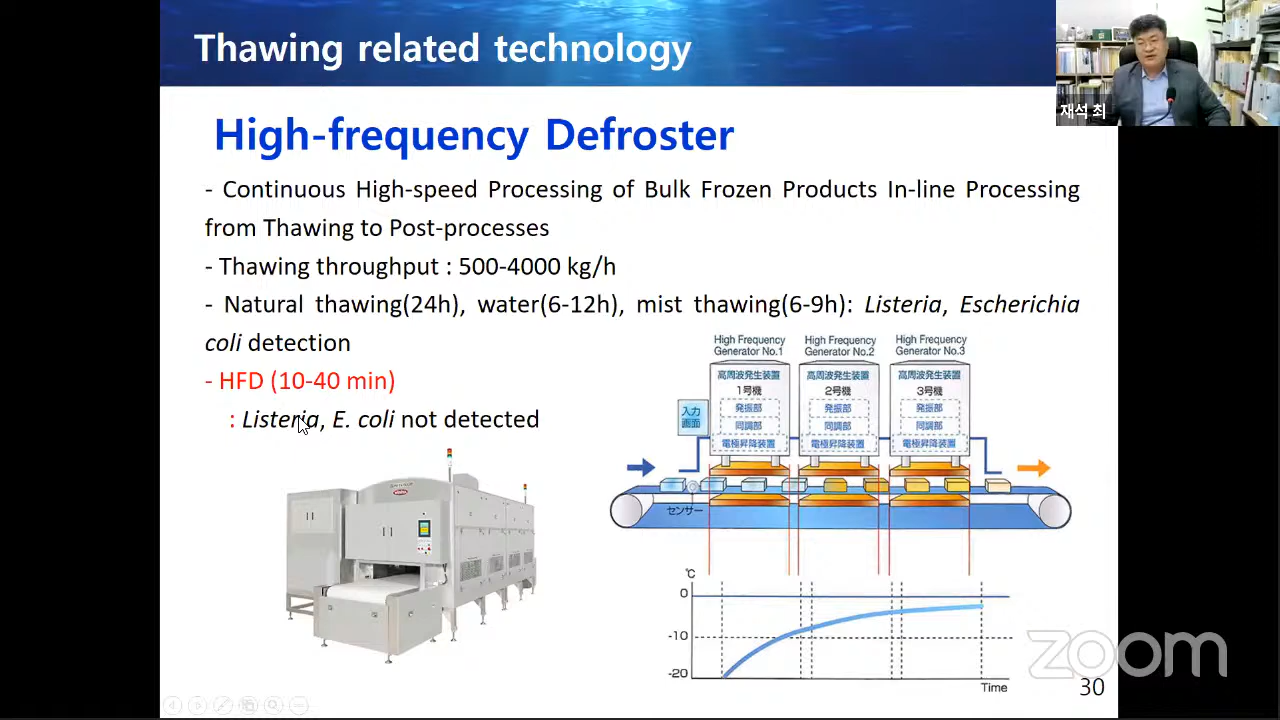 Thawing related technology
재석 최
High-frequency Defroster
- Continuous High-speed Processing of Bulk Frozen Products In-line Processing
from Thawing to Post-processes
- Thawing throughput : 500-4000 kg/h
- Natural thawing(24h), water(6-12h), mist thawing(6-9h): Listeria, Escherichia
coli detection
- HFD (10-40 min)
: Listeria, E. coli not detected
High Frequency
Generator No.1
High Frequency
Generator No.2
High Frequency
Generator No.3
高周波発生装置
1号機
発振部
同調部
電極昇降装置
高周波発生装置
2号機
発振部
同調部
電極昇降装置
高周波発生装置
3号機
発振部
同調部
電極昇降装置
入力
画面
センサー
℃
0
-10
-20
Time
zoom
30